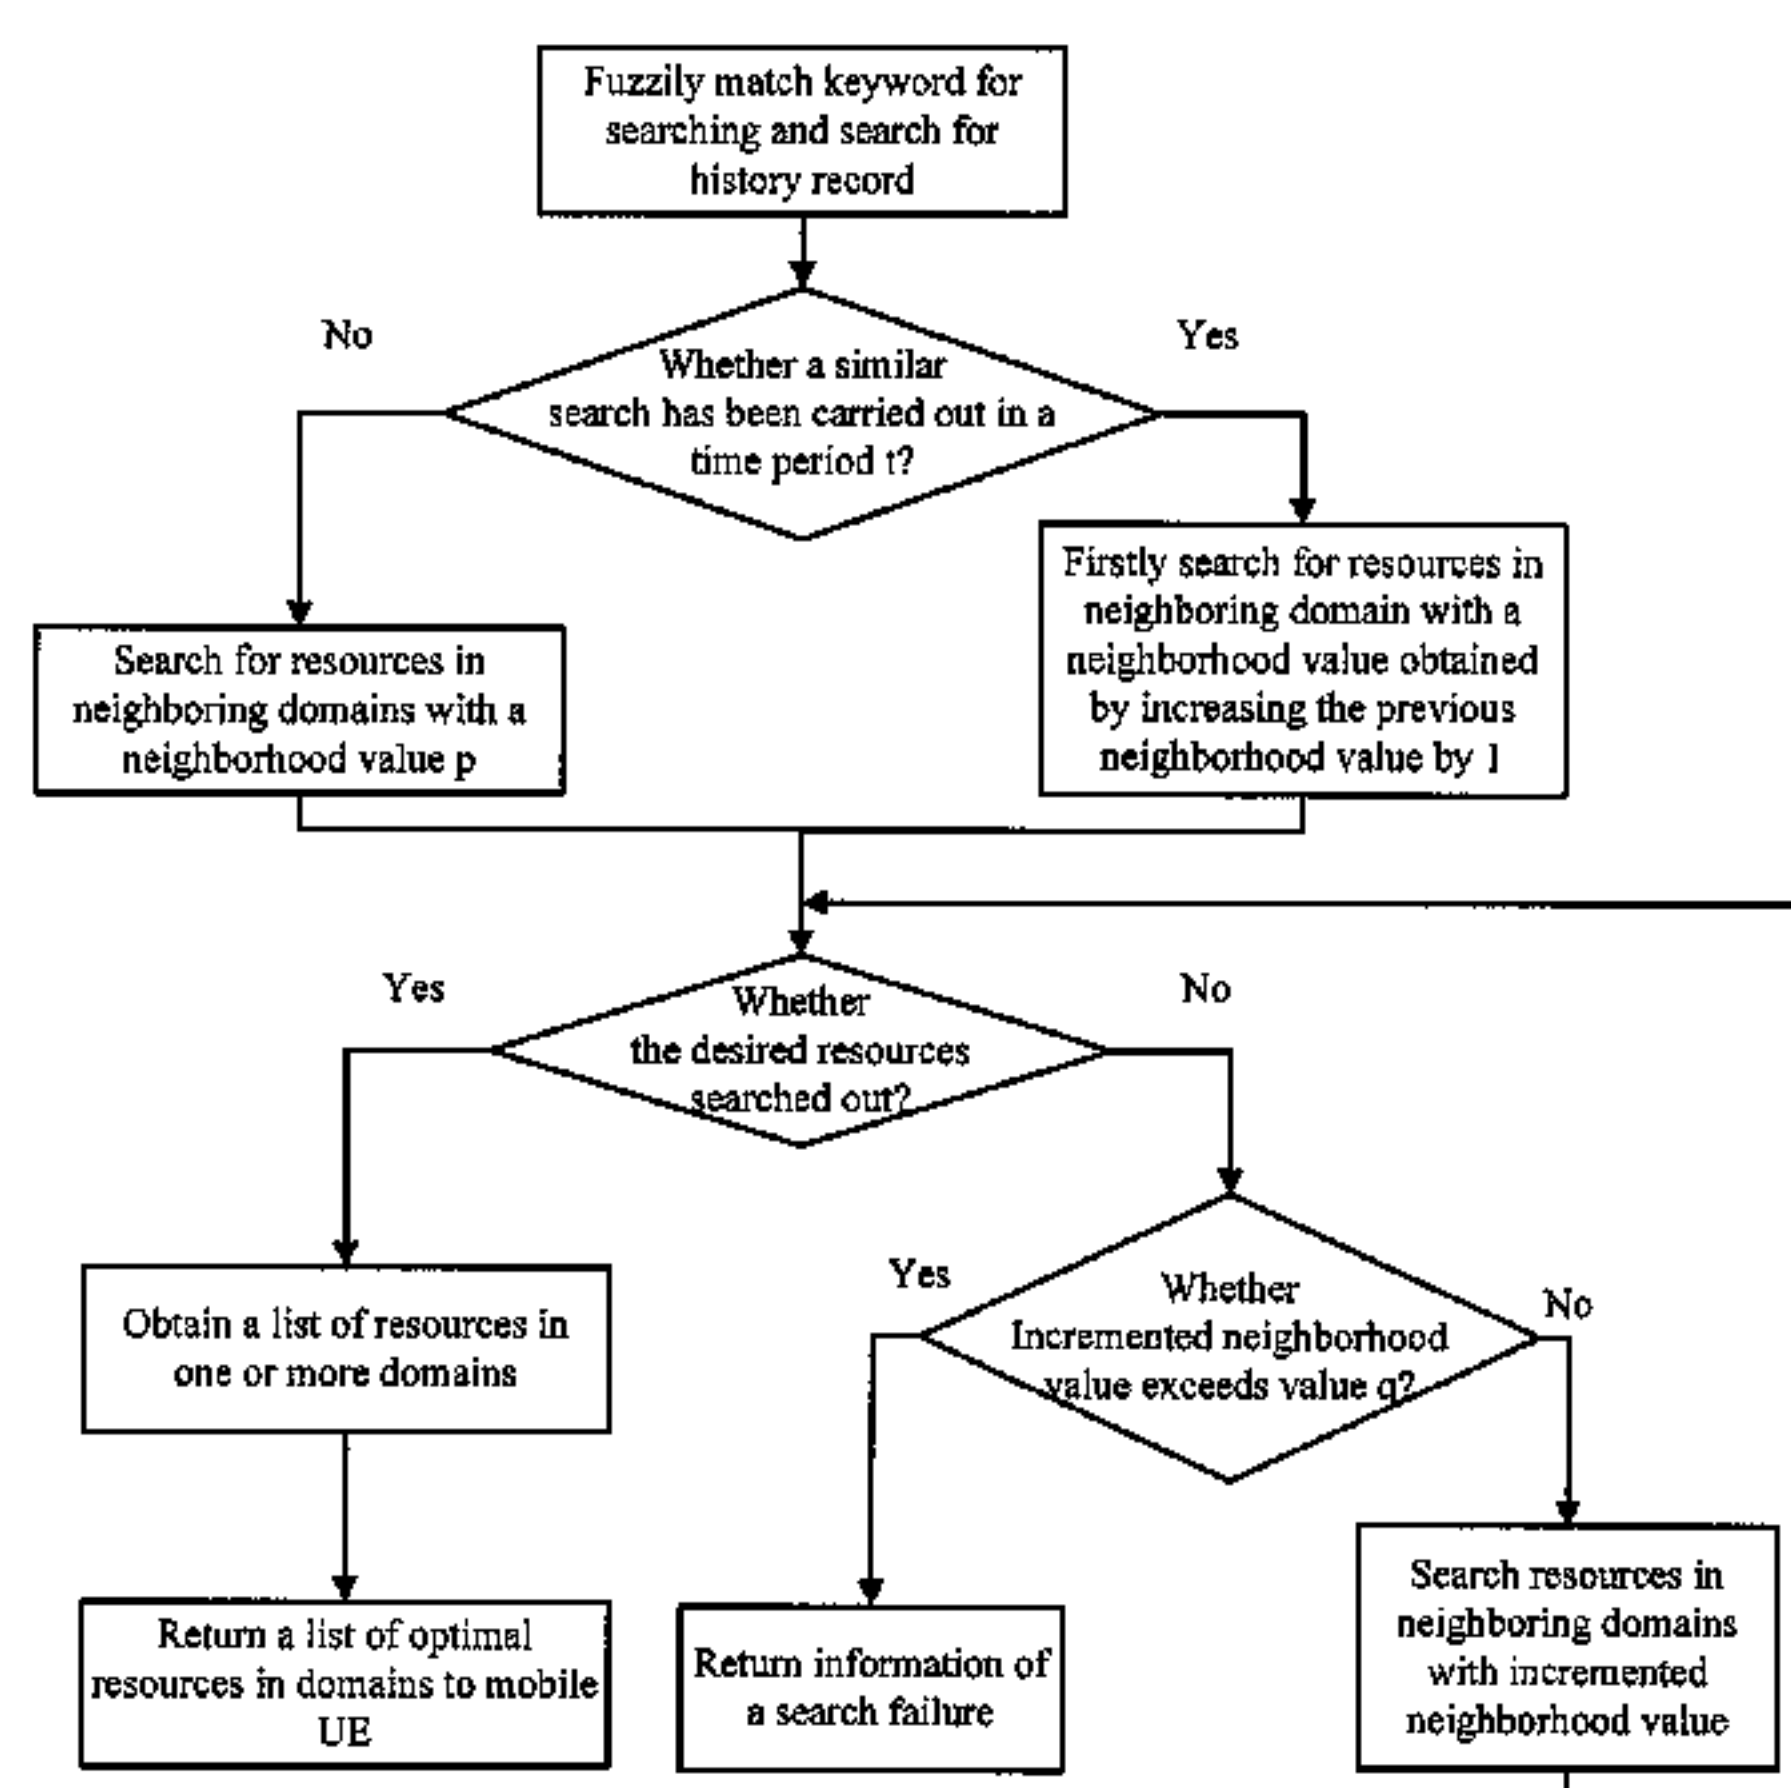 Fuzzily match keyword for
searching and search for
history record
No
Yes
Whether a similar
search has been carried out in a
time period t?
Firstly search for resources in
neighboring domain with a
neighborhood value obtained
by increasing the previous
neighborhood value by 1
Search for resources in
neighboring domains with a
neighborhood value p
Yes
No
Whether
the desired resources
searched out?
Yes
No
Whether
Incremented neighborhood
value exceeds value q?
Obtain a list of resources in
one or more domains
Search resources in
neighboring domains
with incremented
neighborhood value
Return a list of optimal
resources in domains to mobile
UE
Return information of
a search failure